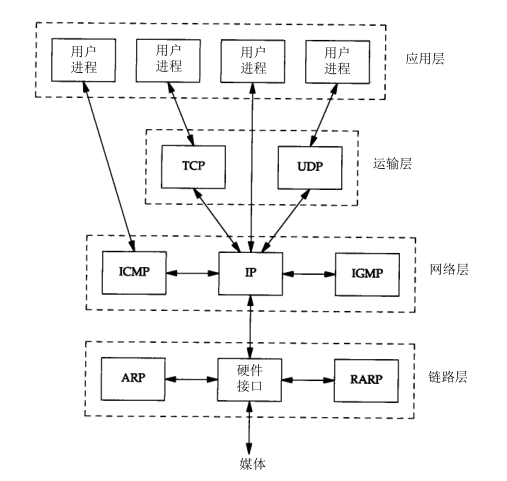 用户 用户 用户 用户
进程 进程 进程 进程
应用层
TCP UDP 运输层
ICMP IP IGMP 网络层
ARP 硬件 RARP 链路层
接口
媒体